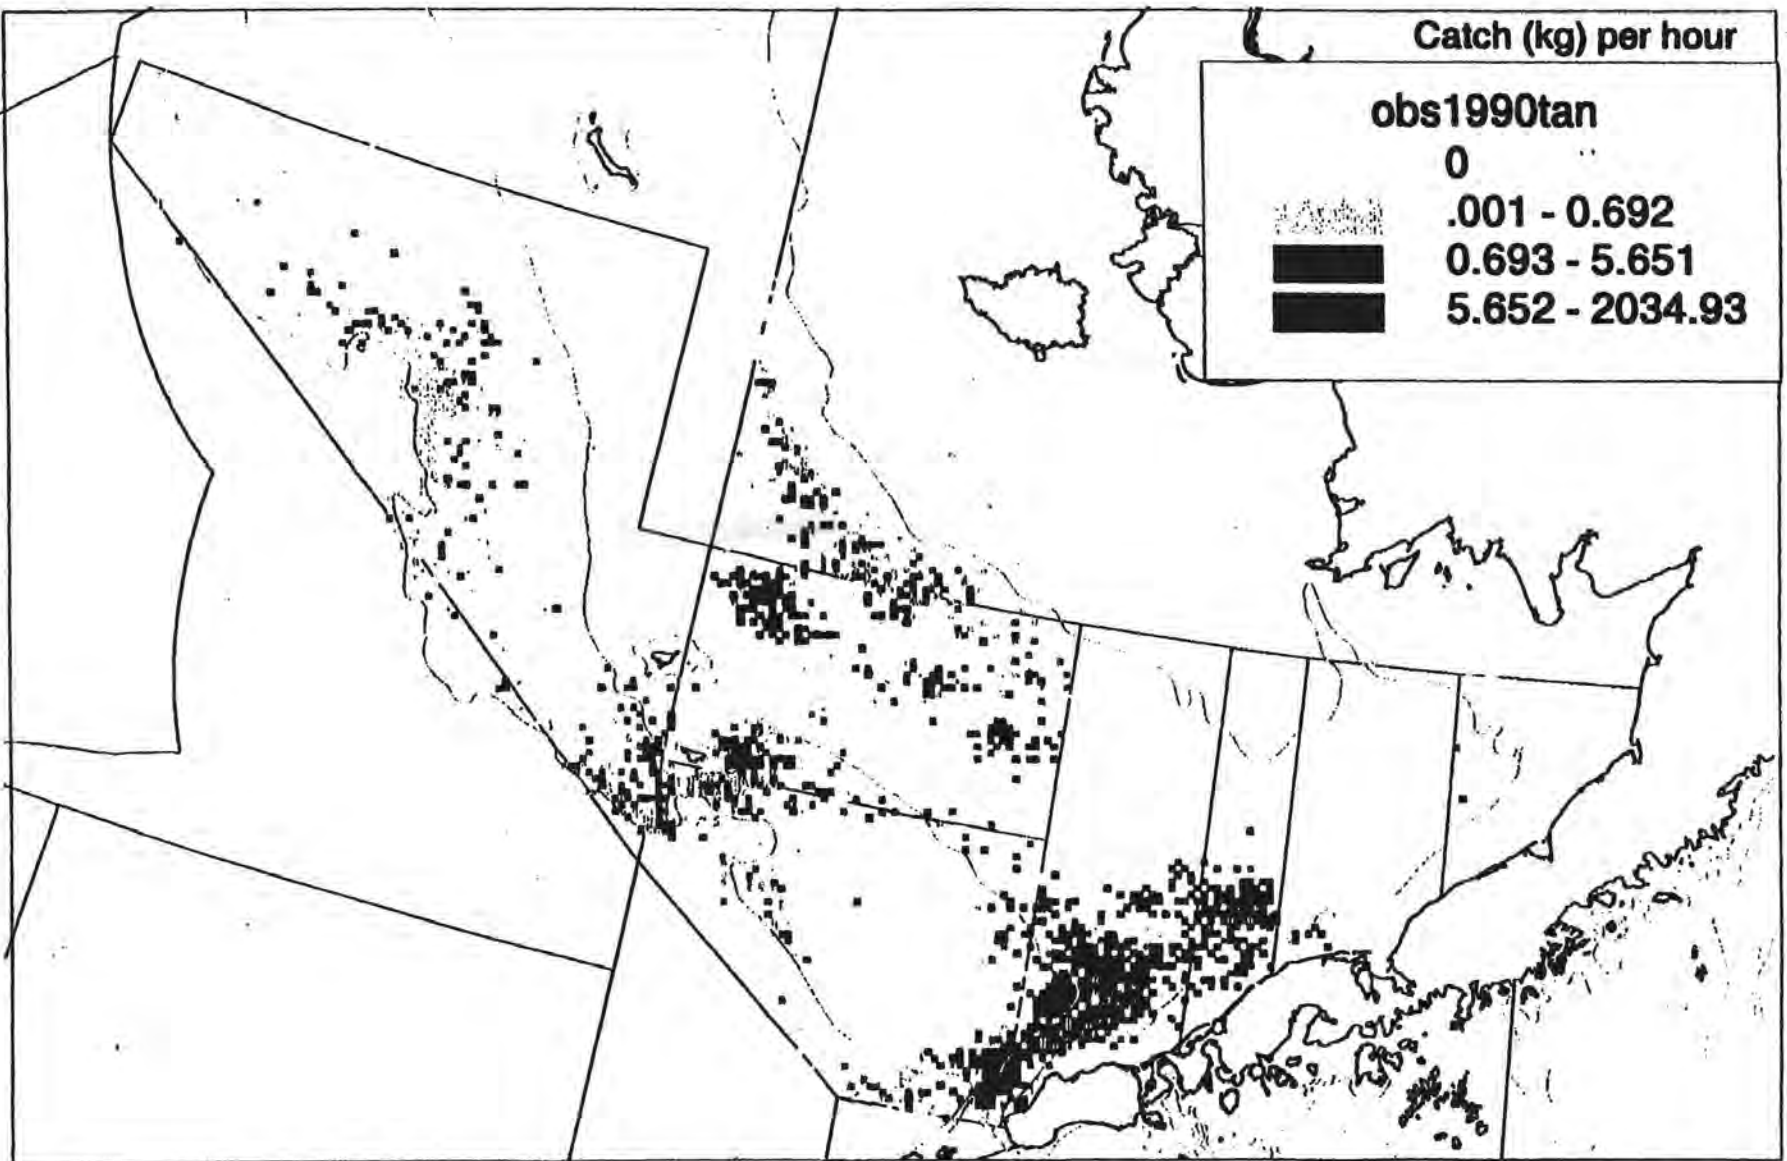 Catch (kg) per hour
obs1990tan
0
.001 - 0.692
0.693 - 5.651
5.652 - 2034.93